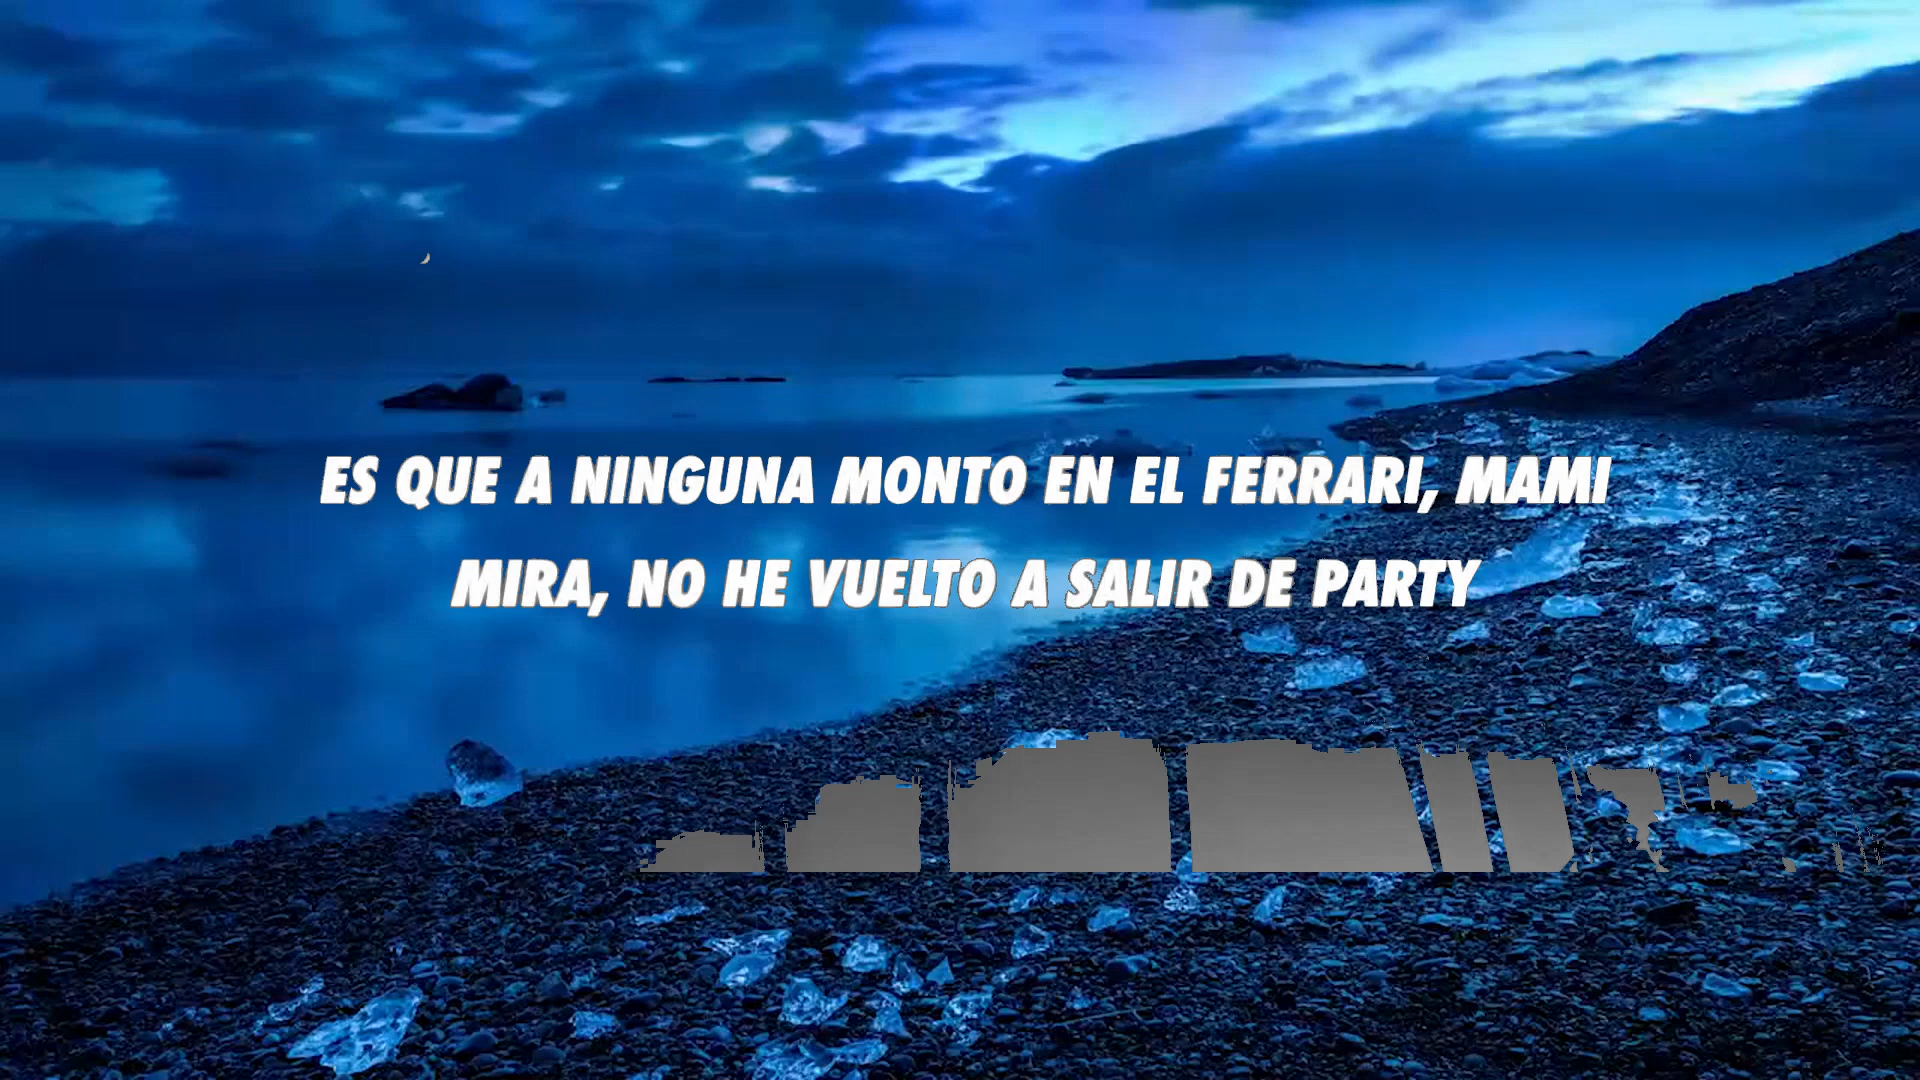 ES QUE A NINGUNA MONTO EN EL FERRARI, MAMI
MIRA, NO HE VUELTO A SALIR DE PARTY